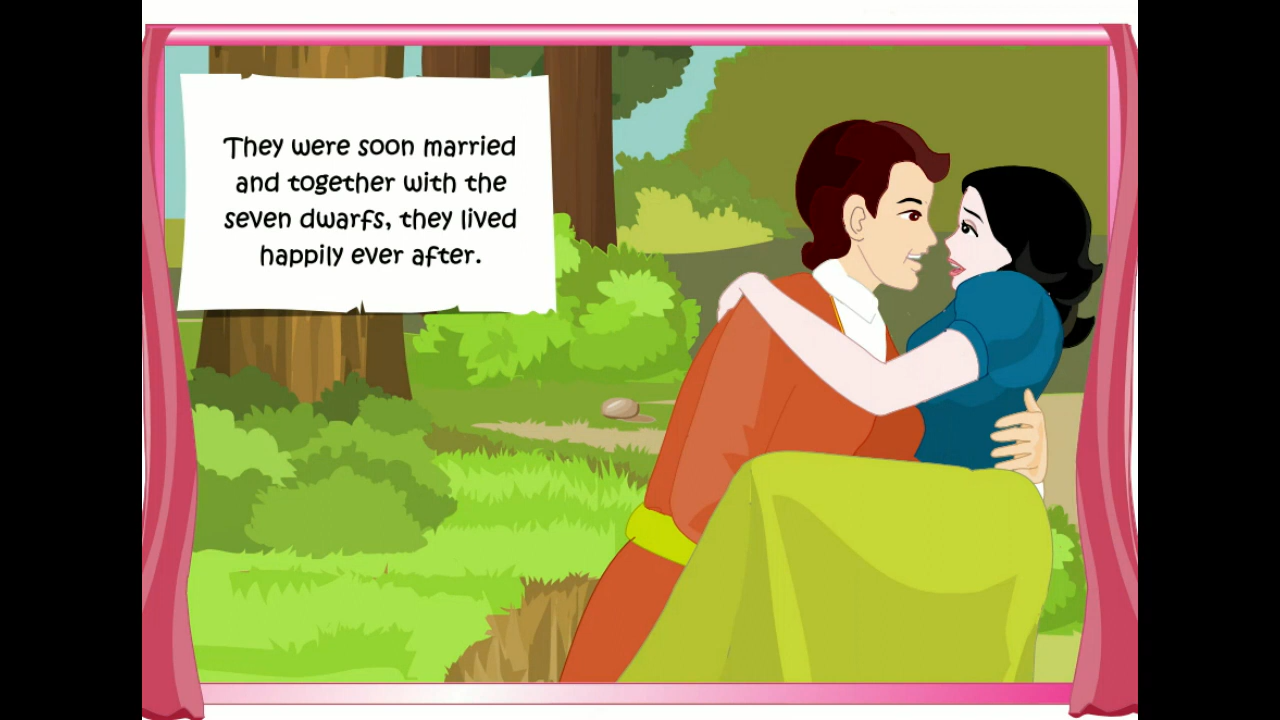 They were soon married
and together with the
seven dwarfs, they lived
happily ever after.